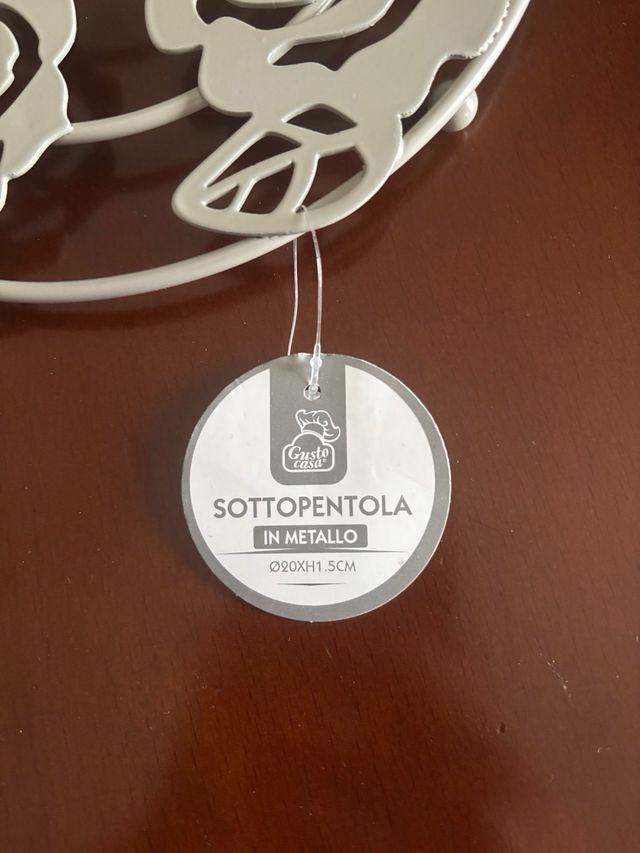 Gusto
casa®
SOTTOPENTOLA
IN METALLO
Ø20XH1.5CM